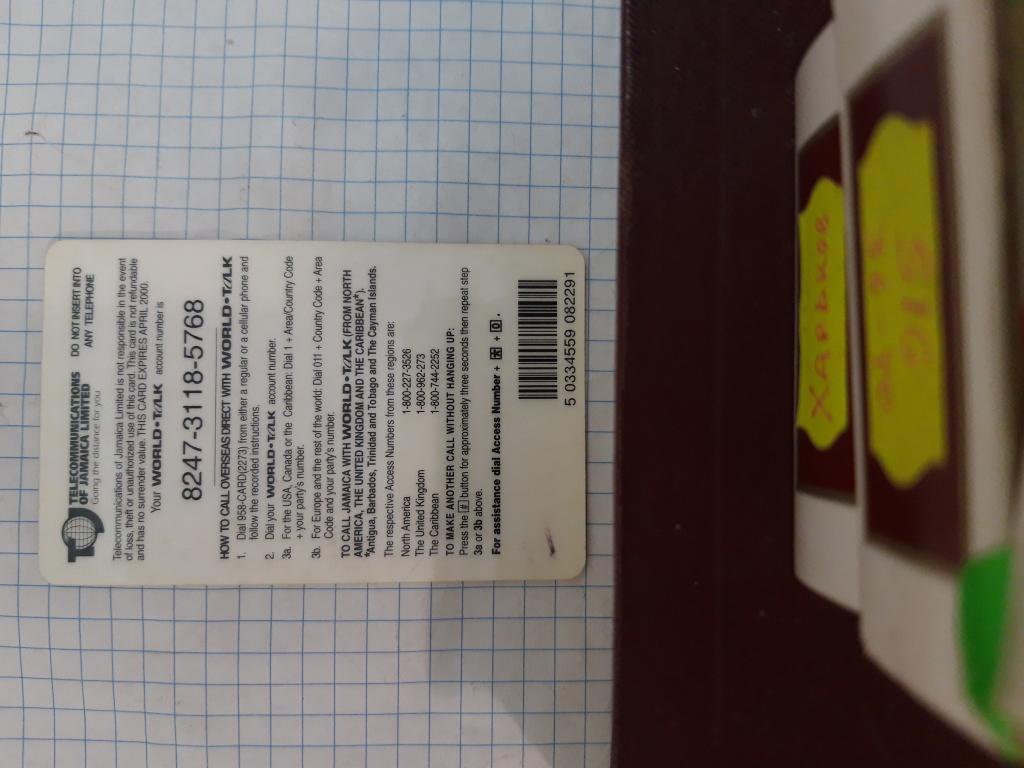 TELECOMMUNICATIONS
OF JAMAICA LIMITED
Going the distance for you
DO NOT INSERT INTO
ANY TELEPHONE
Telecommunications of Jamaica Limited is not responsible in the event
of loss, theft or unauthorized use of this card. This card is not refundable
and has no surrender value. THIS CARD EXPIRES APRIL 2000.
Your WORLD•TALK account number is
8247-3118-5768
HOW TO CALL OVERSEAS DIRECT WITH WORLD•TALK
1. Dial 958-CARD(2273) from either a regular or a cellular phone and
follow the recorded instructions.
2. Dial your WORLD•TALK account number.
3a. For the USA, Canada or the Caribbean: Dial 1 + Area/Country Code
+ your party's number.
3b. For Europe and the rest of the world: Dial 011 + Country Code + Area
Code and your party's number.
TO CALL JAMAICA WITH WORLD•TALK (FROM NORTH
AMERICA, THE UNITED KINGDOM AND THE CARIBBEAN*).
*Antigua, Barbados, Trinidad and Tobago and The Cayman Islands.
The respective Access Numbers from these regions are:
North America 1-800-227-3526
The United Kingdom 1-800-962-273
The Caribbean 1-800-744-2252
TO MAKE ANOTHER CALL WITHOUT HANGING UP:
Press the # button for approximately three seconds then repeat step
3a or 3b above.
For assistance dial Access Number + * + 0.
5 0334559 082291
ХАРЬКОВ